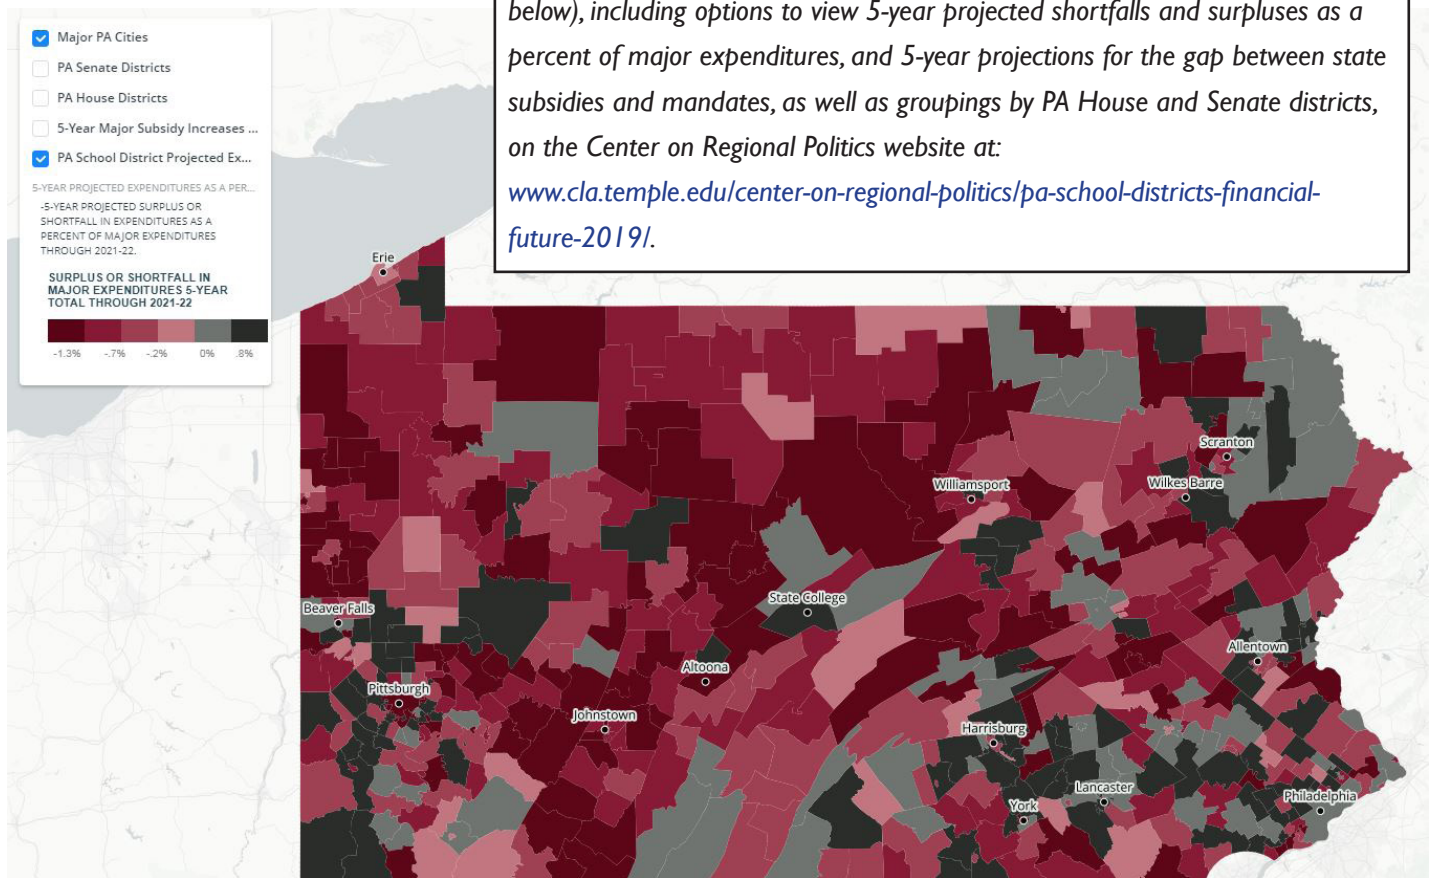 below), including options to view 5-year projected shortfalls and surpluses as a
percent of major expenditures, and 5-year projections for the gap between state
subsidies and mandates, as well as groupings by PA House and Senate districts,
on the Center on Regional Politics website at:
www.cla.temple.edu/center-on-regional-politics/pa-school-districts-financial-
future-2019/.
Major PA Cities
PA Senate Districts
PA House Districts
5-Year Major Subsidy Increases ...
PA School District Projected Ex...
5-YEAR PROJECTED EXPENDITURES AS A PER...
-5-YEAR PROJECTED SURPLUS OR
SHORTFALL IN EXPENDITURES AS A
PERCENT OF MAJOR EXPENDITURES
THROUGH 2021-22.
SURPLUS OR SHORTFALL IN
MAJOR EXPENDITURES 5-YEAR
TOTAL THROUGH 2021-22
-1.3% -.7% -.2% 0% .8%
Erie
Scranton
Williamsport
Wilkes Barre
State College
Beaver Falls
Allentown
Altoona
Pittsburgh
Johnstown
Harrisburg
Lancaster
York
Philadelphia